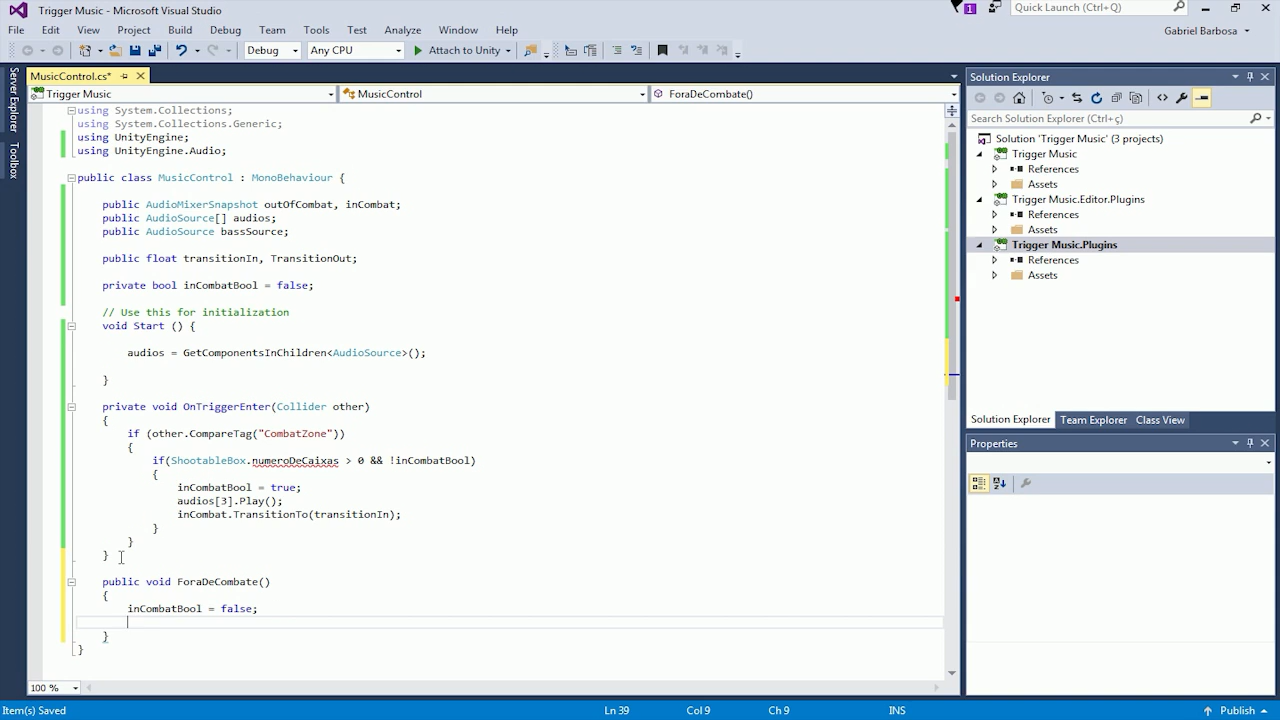 Trigger Music - Microsoft Visual Studio
1
Quick Launch (Ctrl+Q)
File Edit View Project Build Debug Team Tools Test Analyze Window Help
Gabriel Barbosa
Debug Any CPU Attach to Unity
Server Explorer
Toolbox
MusicControl.cs*
Trigger Music MusicControl ForaDeCombate()
using System.Collections;
using System.Collections.Generic;
using UnityEngine;
using UnityEngine.Audio;
public class MusicControl : MonoBehaviour {
public AudioMixerSnapshot outOfCombat, inCombat;
public AudioSource[] audios;
public AudioSource bassSource;
public float transitionIn, TransitionOut;
private bool inCombatBool = false;
// Use this for initialization
void Start () {
audios = GetComponentsInChildren<AudioSource>();
}
private void OnTriggerEnter(Collider other)
{
if (other.CompareTag("CombatZone"))
{
if(ShootableBox.numeroDeCaixas > 0 && !inCombatBool)
{
inCombatBool = true;
audios[3].Play();
inCombat.TransitionTo(transitionIn);
}
}
}
public void ForaDeCombate()
{
inCombatBool = false;
}
}
100 %
Solution Explorer
Search Solution Explorer (Ctrl+ç)
Solution 'Trigger Music' (3 projects)
Trigger Music
References
Assets
Trigger Music.Editor.Plugins
References
Assets
Trigger Music.Plugins
References
Assets
Solution Explorer Team Explorer Class View
Properties
Item(s) Saved Ln 39 Col 9 Ch 9 INS Publish